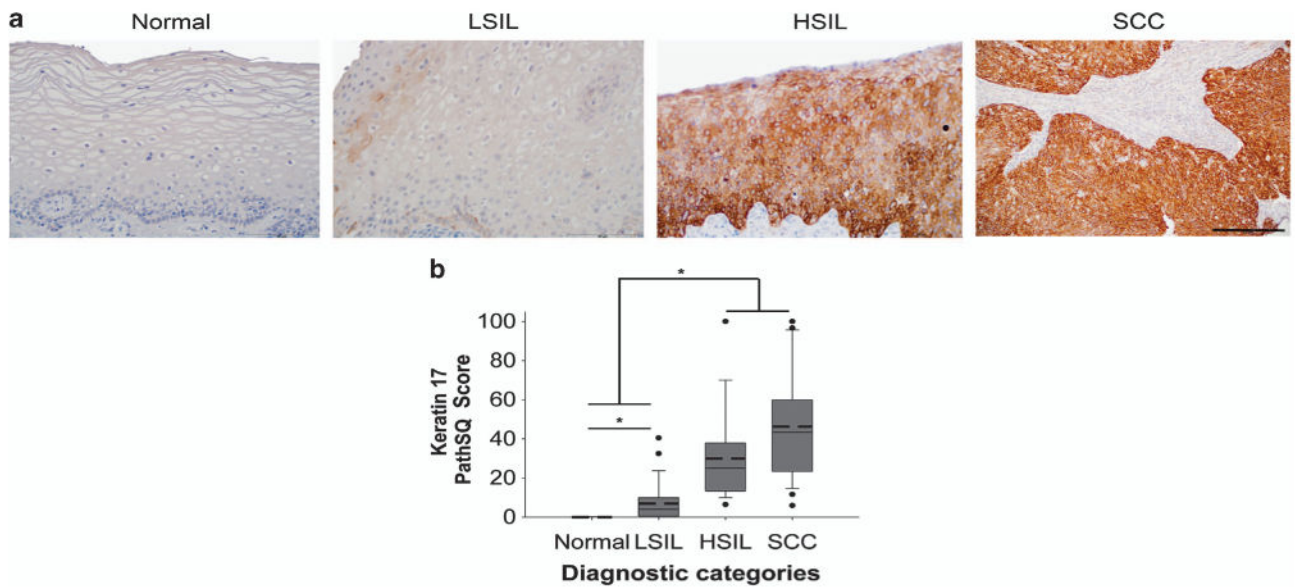 a
Normal LSIL HSIL SCC
b
*
*
100
80
60
40
20
0
Keratin 17
PathSQ Score
Normal LSIL HSIL SCC
Diagnostic categories